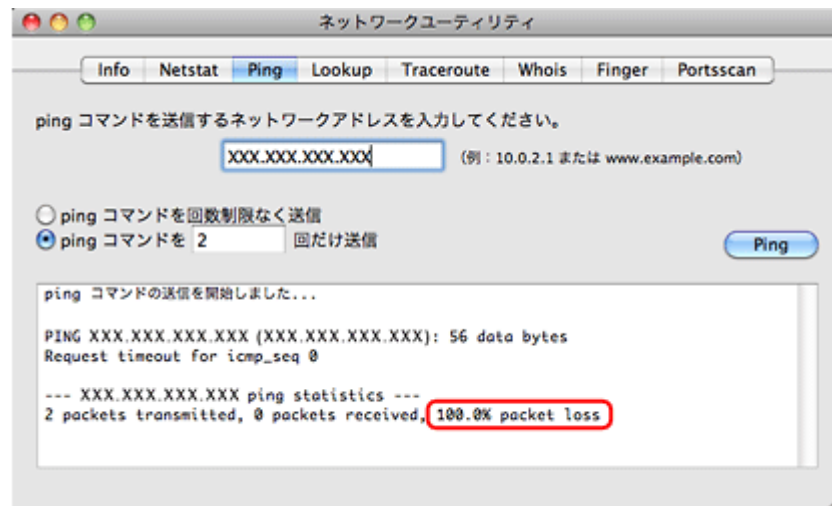 ネットワークユーティリティ
Info Netstat Ping Lookup Traceroute Whois Finger Portsscan
ping コマンドを送信するネットワークアドレスを入力してください。
XXX.XXX.XXX.XXX (例：10.0.2.1 または www.example.com)
ping コマンドを回数制限なく送信
ping コマンドを 2 回だけ送信 Ping
ping コマンドの送信を開始しました...
PING XXX.XXX.XXX.XXX (XXX.XXX.XXX.XXX): 56 data bytes
Request timeout for icmp_seq 0
--- XXX.XXX.XXX.XXX ping statistics ---
2 packets transmitted, 0 packets received, 100.0% packet loss